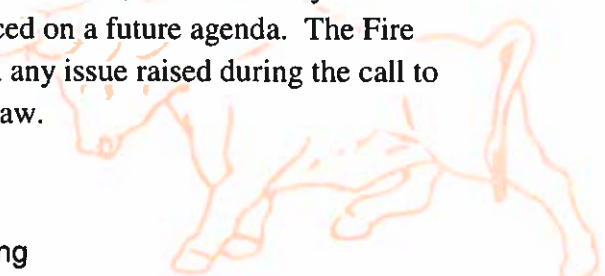 ced on a future agenda. The Fire
any issue raised during the call to
aw.
ng